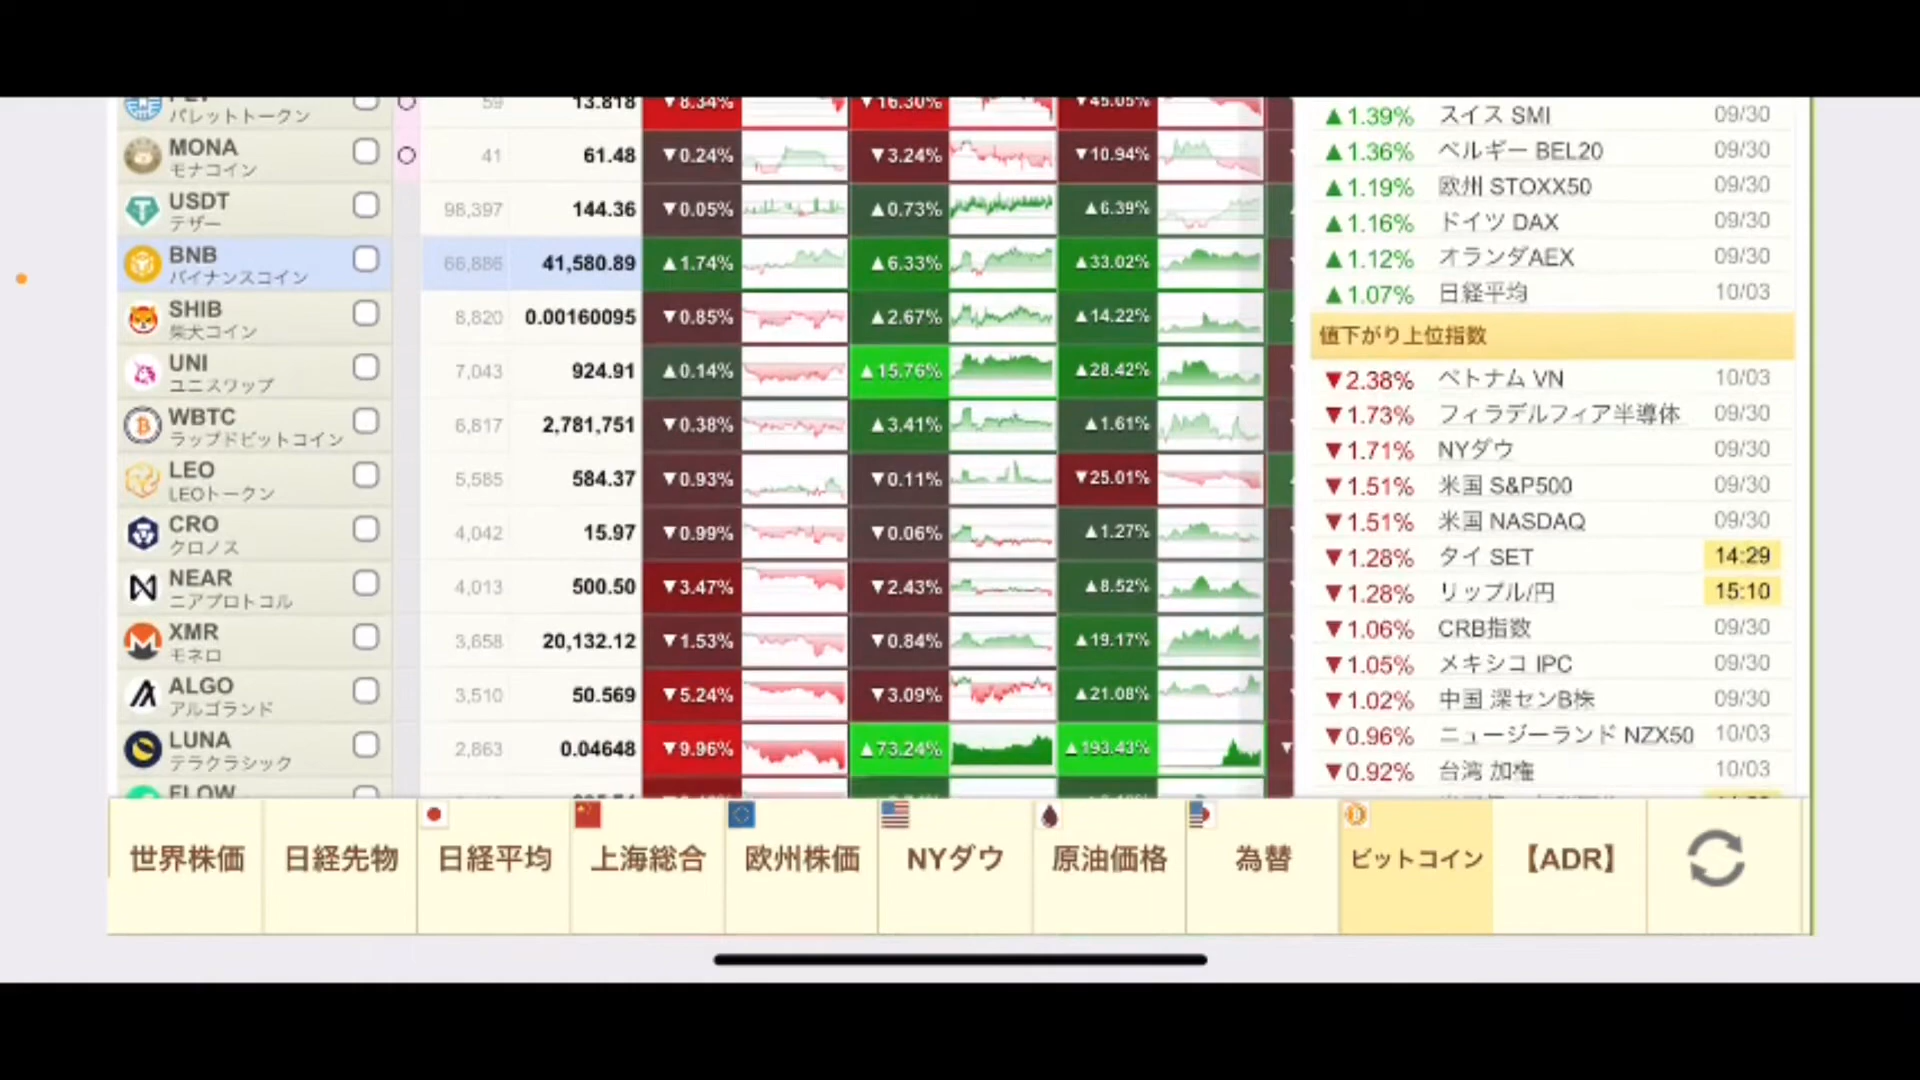 パレットトークン 59 13.818 ▼8.34% ▼16.30% ▼45.05%
MONA
モナコイン 41 61.48 ▼0.24% ▼3.24% ▼10.94%
USDT
テザー 98,397 144.36 ▼0.05% ▲0.73% ▲6.39%
BNB
バイナンスコイン 66,886 41,580.89 ▲1.74% ▲6.33% ▲33.02%
SHIB
柴犬コイン 8,820 0.00160095 ▼0.85% ▲2.67% ▲14.22%
UNI
ユニスワップ 7,043 924.91 ▲0.14% ▲15.76% ▲28.42%
WBTC
ラップドビットコイン 6,817 2,781,751 ▼0.38% ▲3.41% ▲1.61%
LEO
LEOトークン 5,585 584.37 ▼0.93% ▼0.11% ▼25.01%
CRO
クロノス 4,042 15.97 ▼0.99% ▼0.06% ▲1.27%
NEAR
ニアプロトコル 4,013 500.50 ▼3.47% ▼2.43% ▲8.52%
XMR
モネロ 3,658 20,132.12 ▼1.53% ▼0.84% ▲19.17%
ALGO
アルゴランド 3,510 50.569 ▼5.24% ▼3.09% ▲21.08%
LUNA
テラクラシック 2,863 0.04648 ▼9.96% ▲73.24% ▲193.43%
FLOW
▲1.39% スイス SMI 09/30
▲1.36% ベルギー BEL20 09/30
▲1.19% 欧州 STOXX50 09/30
▲1.16% ドイツ DAX 09/30
▲1.12% オランダAEX 09/30
▲1.07% 日経平均 10/03
値下がり上位指数
▼2.38% ベトナム VN 10/03
▼1.73% フィラデルフィア半導体 09/30
▼1.71% NYダウ 09/30
▼1.51% 米国 S&P500 09/30
▼1.51% 米国 NASDAQ 09/30
▼1.28% タイ SET 14:29
▼1.28% リップル/円 15:10
▼1.06% CRB指数 09/30
▼1.05% メキシコ IPC 09/30
▼1.02% 中国 深センB株 09/30
▼0.96% ニュージーランド NZX50 10/03
▼0.92% 台湾 加権 10/03
世界株価 日経先物 日経平均 上海総合 欧州株価 NYダウ 原油価格 為替 ビットコイン 【ADR】